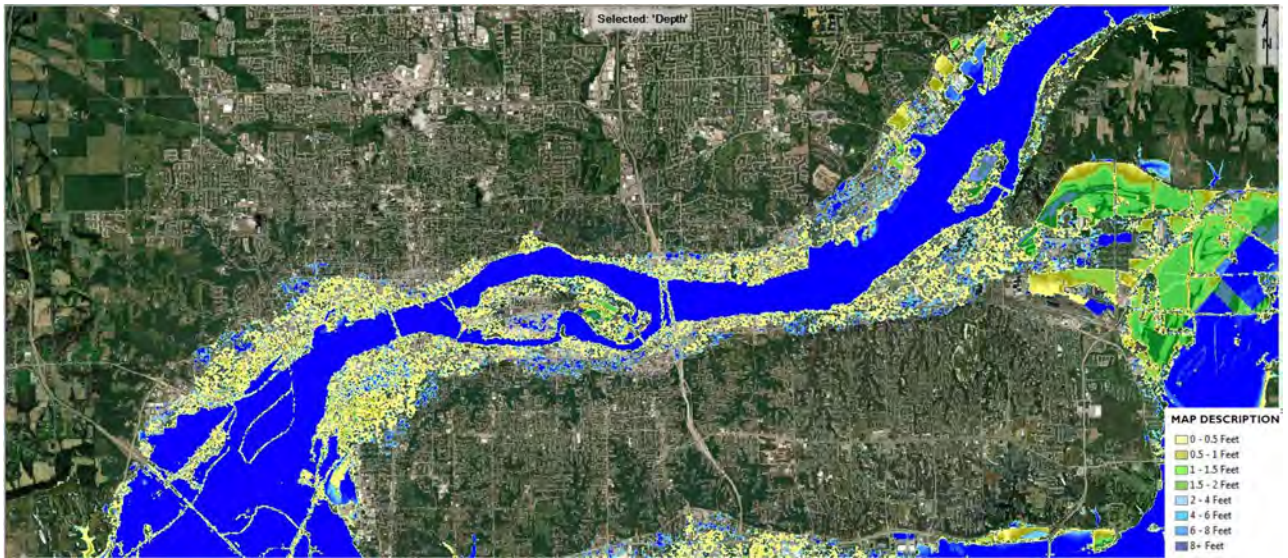 Selected: 'Depth'
N
MAP DESCRIPTION
0 - 0.5 Feet
0.5 - 1 Feet
1 - 1.5 Feet
1.5 - 2 Feet
2 - 4 Feet
4 - 6 Feet
6 - 8 Feet
8+ Feet